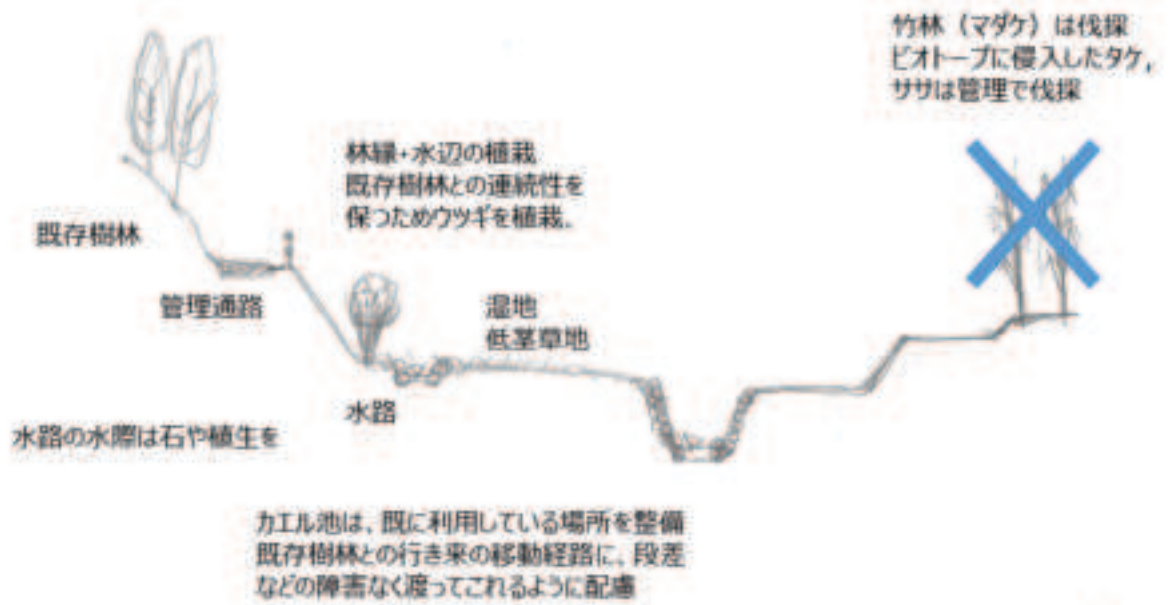 竹林（マダケ）は伐採
ビオトープに侵入したタケ，
ササは管理で伐採
林縁・水辺の植栽
既存樹林との連続性を
保つためウツギを植栽、
既存樹林
管理通路
湿地
低茎草地
水路
水路の水際は石や植生を
カエル池は、既に利用している場所を整備
既存樹林との行き来の移動経路に、段差
などの障害なく渡ってこれるように配慮